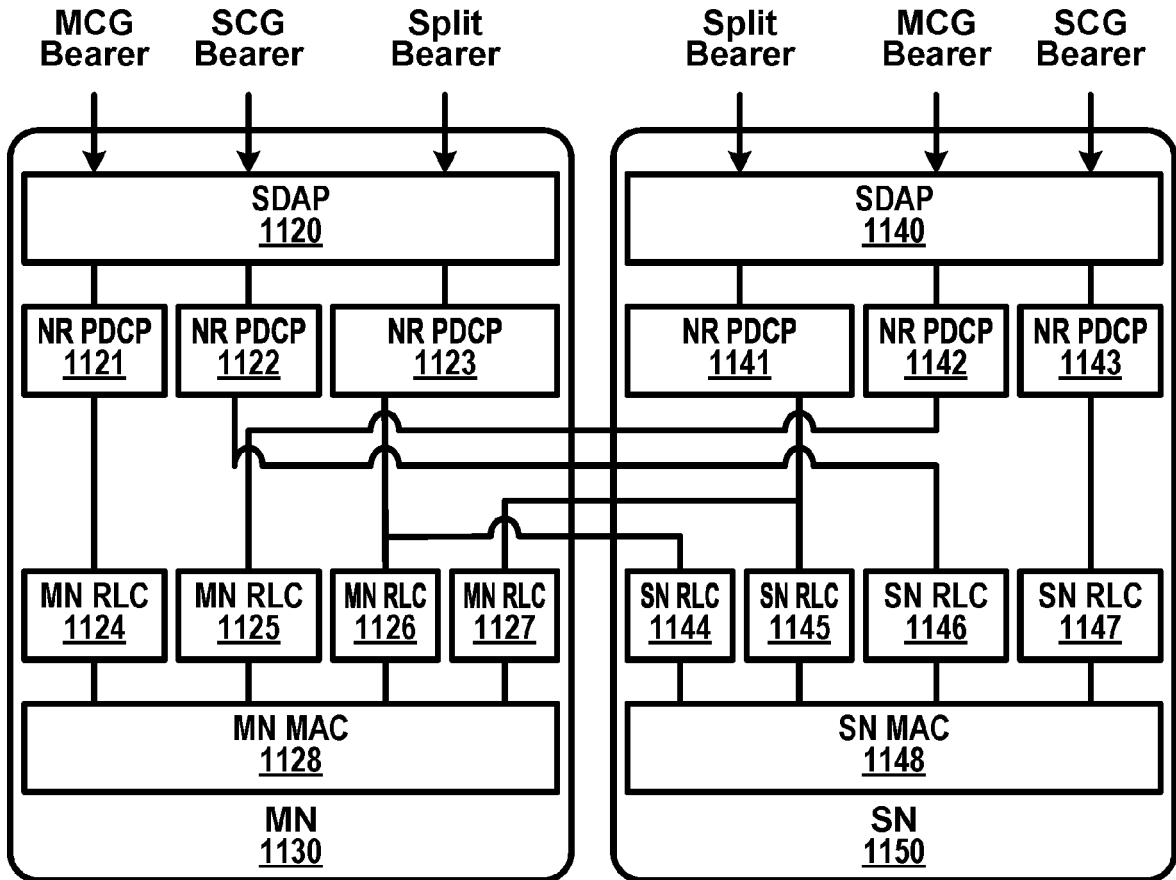 MCG
Bearer
SCG
Bearer
Split
Bearer
Split
Bearer
MCG
Bearer
SCG
Bearer
SDAP
1120
SDAP
1140
NR PDCP
1121
NR PDCP
1122
NR PDCP
1123
NR PDCP
1141
NR PDCP
1142
NR PDCP
1143
MN RLC
1124
MN RLC
1125
MN RLC
1126
MN RLC
1127
SN RLC
1144
SN RLC
1145
SN RLC
1146
SN RLC
1147
MN MAC
1128
SN MAC
1148
MN
1130
SN
1150